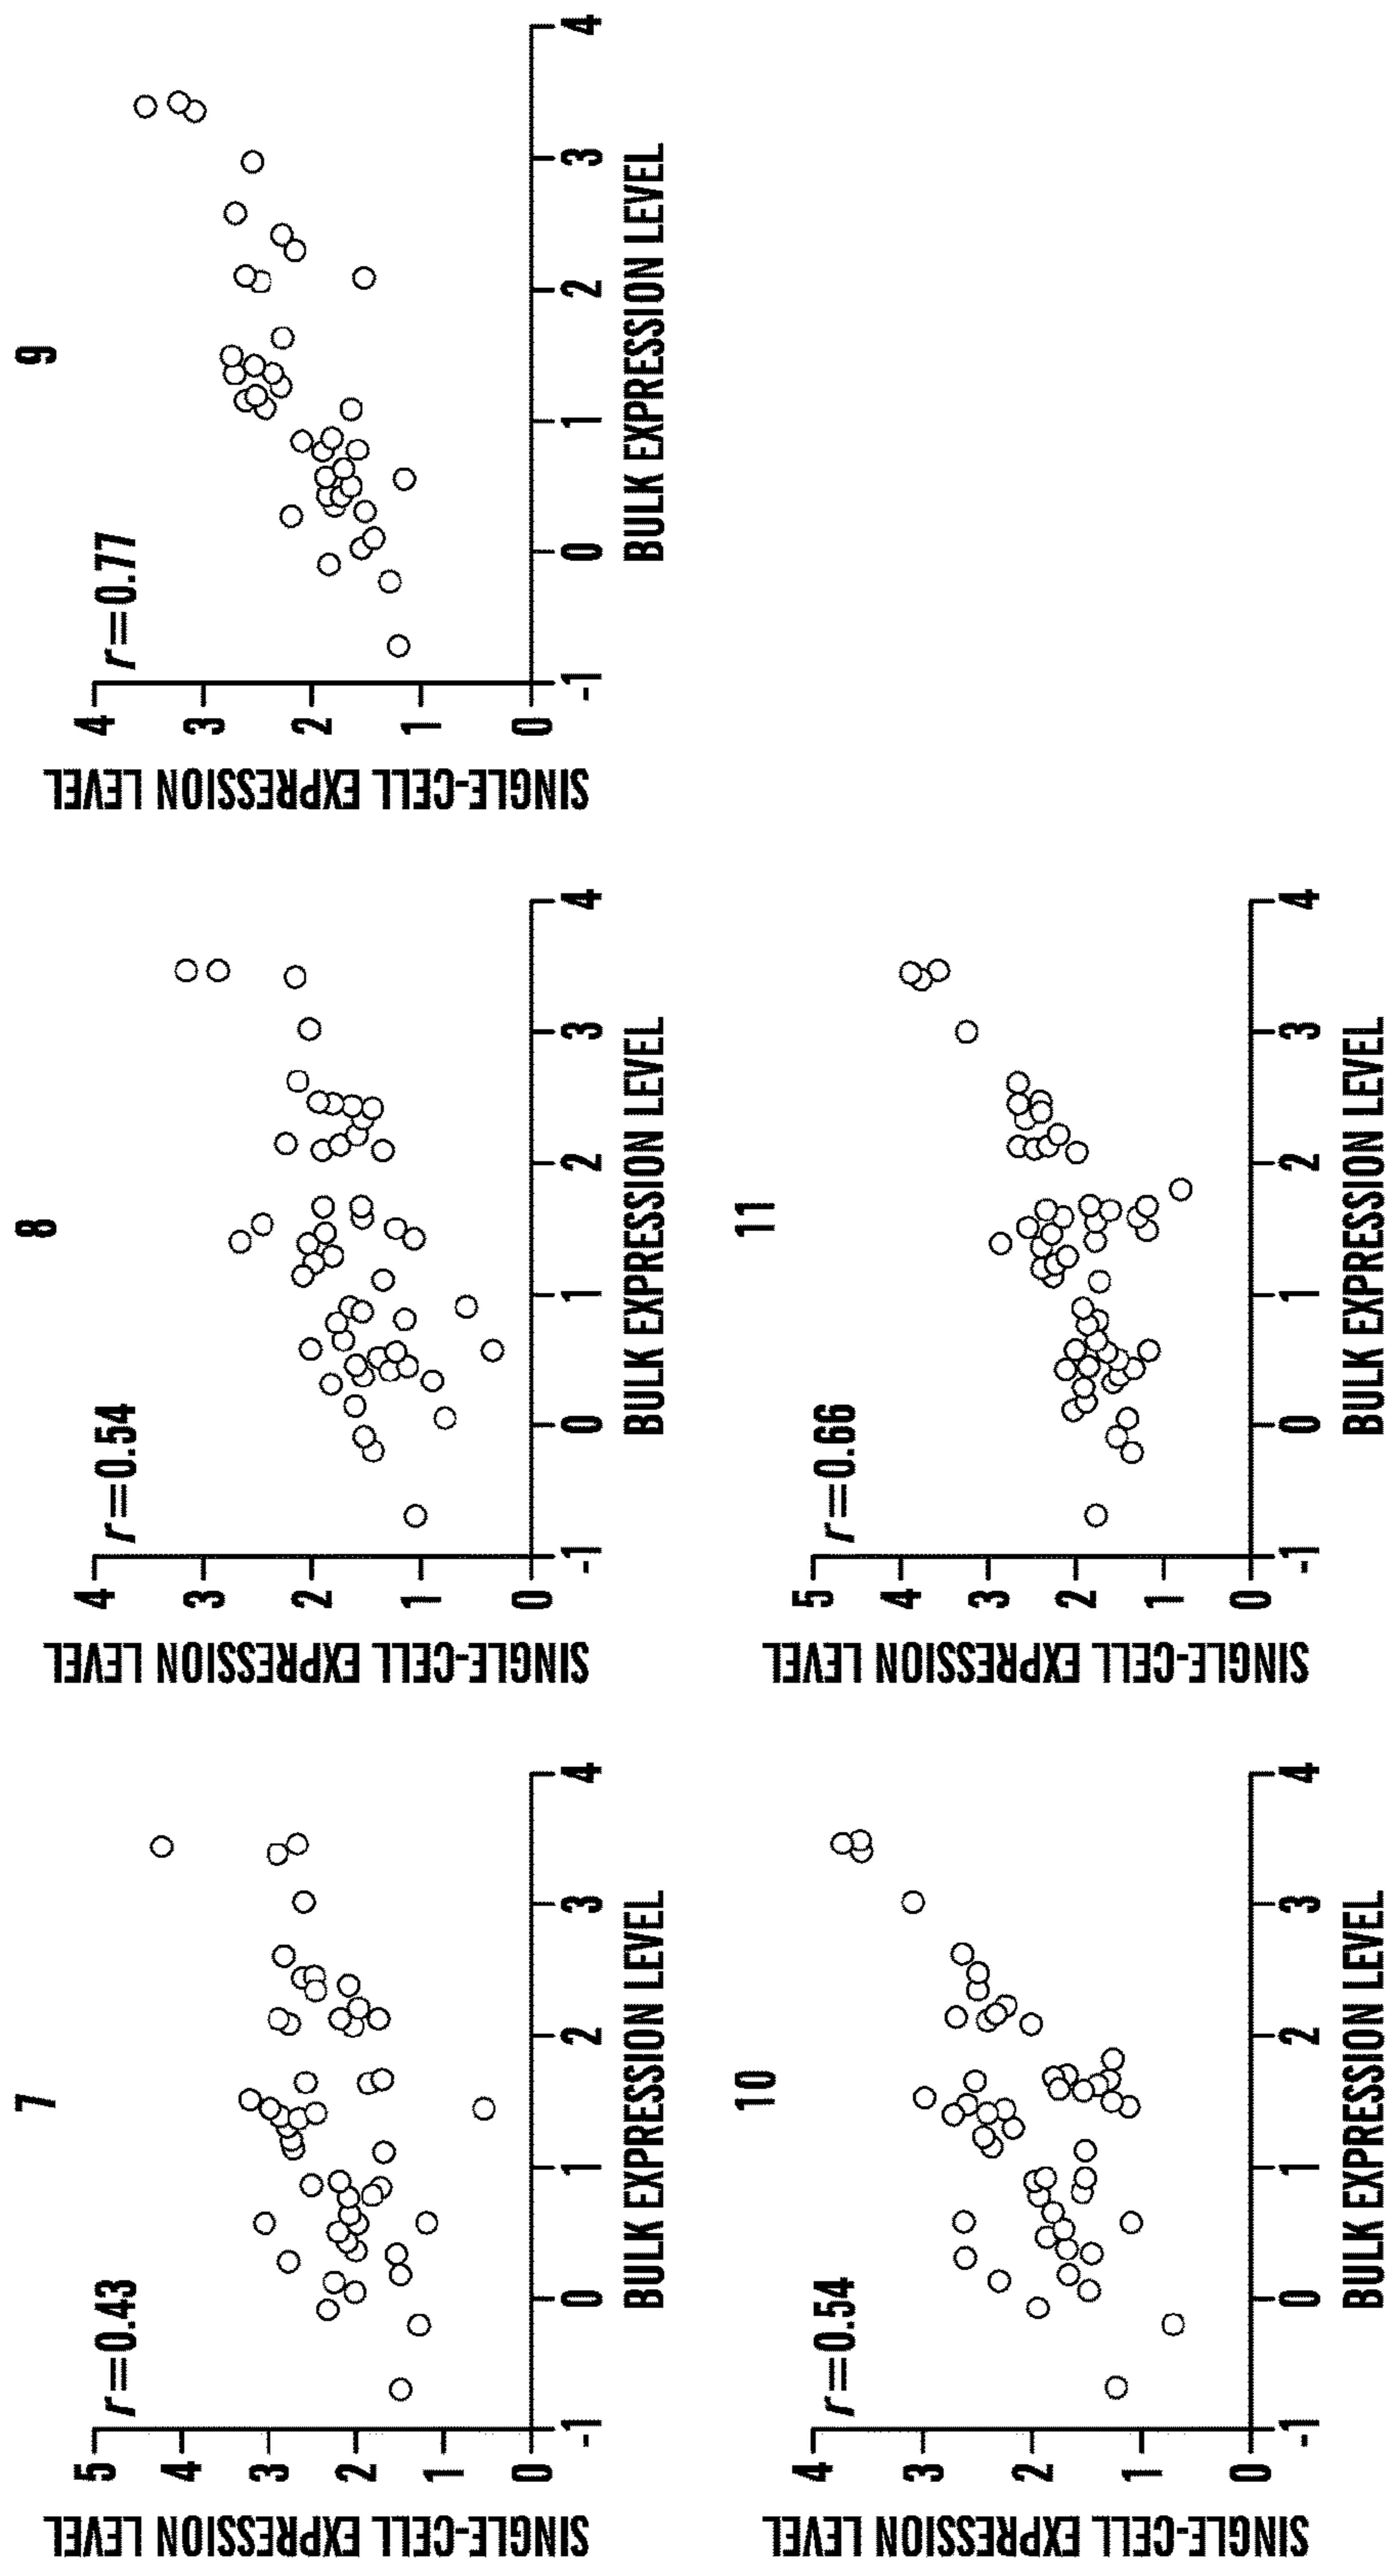 7
r=0.43
SINGLE-CELL EXPRESSION LEVEL
5
4
3
2
1
0
-1 0 1 2 3 4
BULK EXPRESSION LEVEL
8
r=0.54
SINGLE-CELL EXPRESSION LEVEL
4
3
2
1
0
-1 0 1 2 3 4
BULK EXPRESSION LEVEL
9
r=0.77
SINGLE-CELL EXPRESSION LEVEL
4
3
2
1
0
-1 0 1 2 3 4
BULK EXPRESSION LEVEL
10
r=0.54
SINGLE-CELL EXPRESSION LEVEL
4
3
2
1
0
-1 0 1 2 3 4
BULK EXPRESSION LEVEL
11
r=0.66
SINGLE-CELL EXPRESSION LEVEL
5
4
3
2
1
0
-1 0 1 2 3 4
BULK EXPRESSION LEVEL